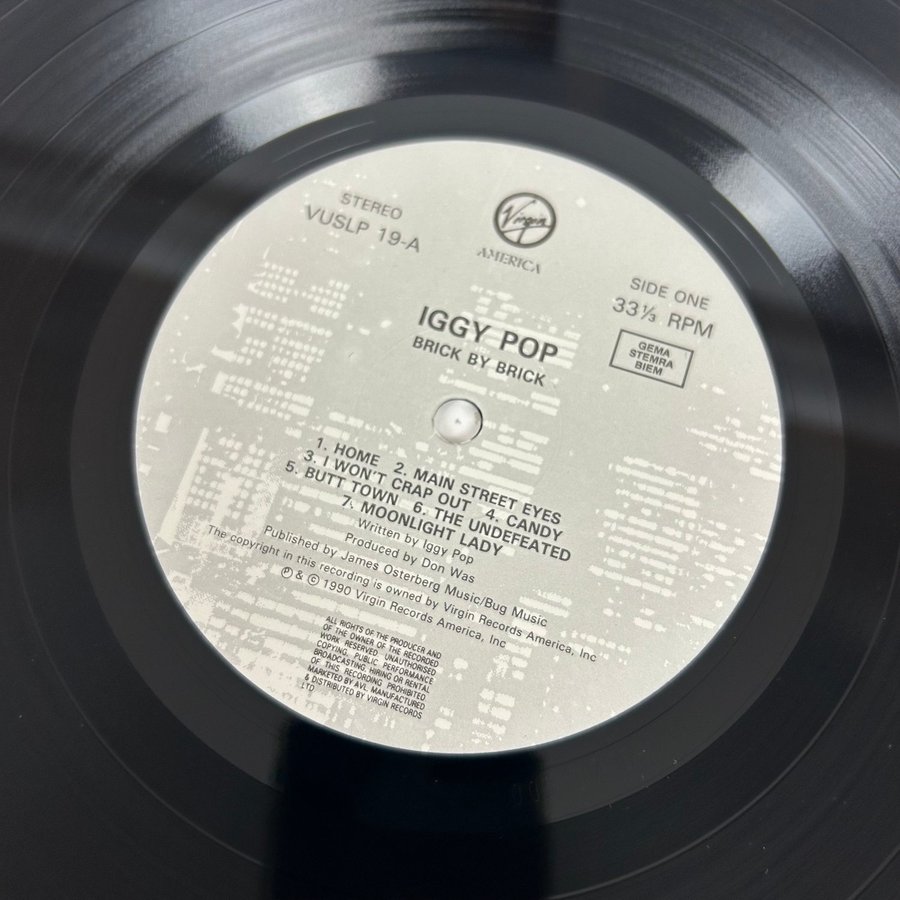 STEREO
VUSLP 19-A
Virgin
AMERICA
SIDE ONE
33⅓ RPM
GEMA
STEMRA
BIEM
IGGY POP
BRICK BY BRICK
1. HOME 2. MAIN STREET EYES
3. I WON'T CRAP OUT 4. CANDY
5. BUTT TOWN 6. THE UNDEFEATED
7. MOONLIGHT LADY
Written by Iggy Pop
Produced by Don Was
Published by James Osterberg Music/Bug Music
The copyright in this recording is owned by Virgin Records America, Inc
℗ & © 1990 Virgin Records America, Inc
ALL RIGHTS OF THE PRODUCER AND
OF THE OWNER OF THE RECORDED
WORK RESERVED. UNAUTHORISED
COPYING, PUBLIC PERFORMANCE
BROADCASTING, HIRING OR RENTAL
OF THIS RECORDING PROHIBITED.
MARKETED BY AVL. MANUFACTURED
& DISTRIBUTED BY VIRGIN RECORDS
LTD